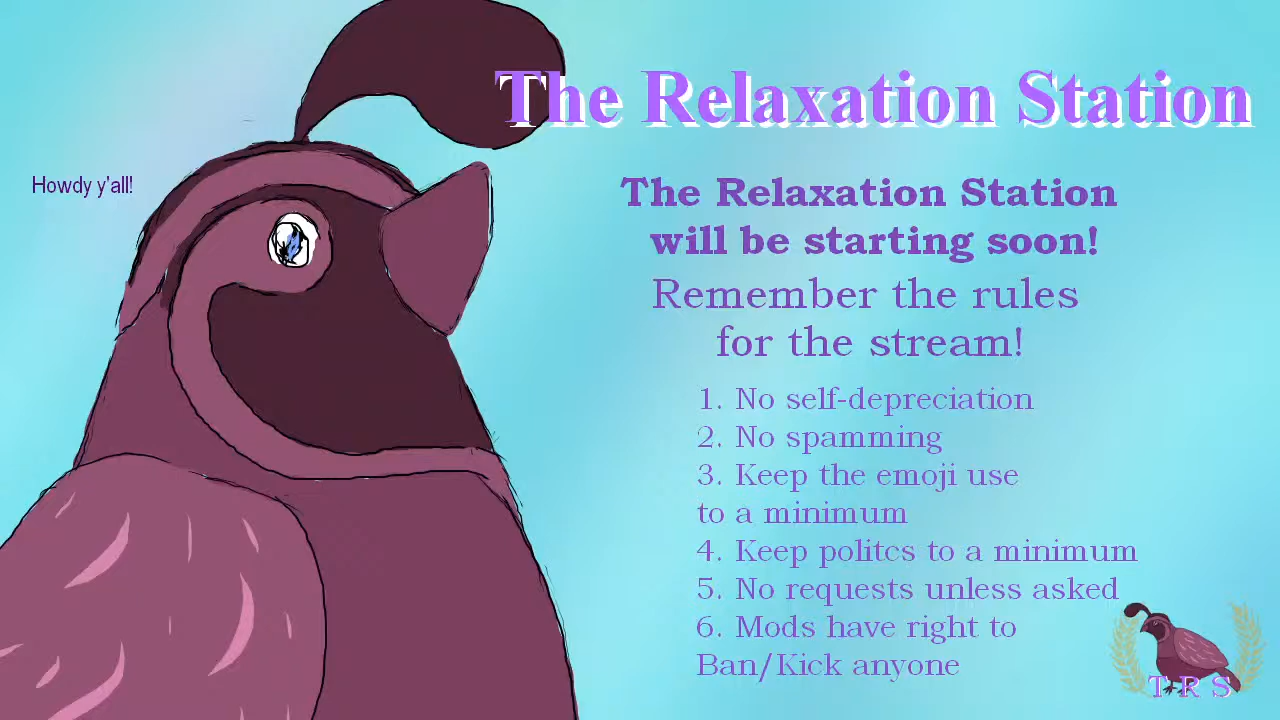 The Relaxation Station
Howdy y'all!
The Relaxation Station
will be starting soon!
Remember the rules
for the stream!
1. No self-depreciation
2. No spamming
3. Keep the emoji use
to a minimum
4. Keep politcs to a minimum
5. No requests unless asked
6. Mods have right to
Ban/Kick anyone
T R S